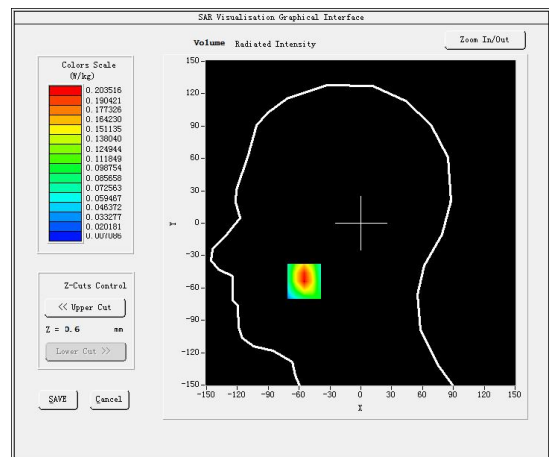 SAR Visualisation Graphical Interface
Volume Radiated Intensity
Zoom In/Out
Colors Scale
(W/kg)
0.203516
0.190421
0.177326
0.164230
0.151135
0.138040
0.124944
0.111849
0.098754
0.085658
0.072563
0.059467
0.046372
0.033277
0.020181
0.007086
150
120
90
60
30
0
-30
-60
-90
-120
-150
Y
-150 -120 -90 -60 -30 0 30 60 90 120 150
X
Z-Cuts Control
<< Upper Cut
Z = 3.6 mm
Lower Cut >>
SAVE Cancel